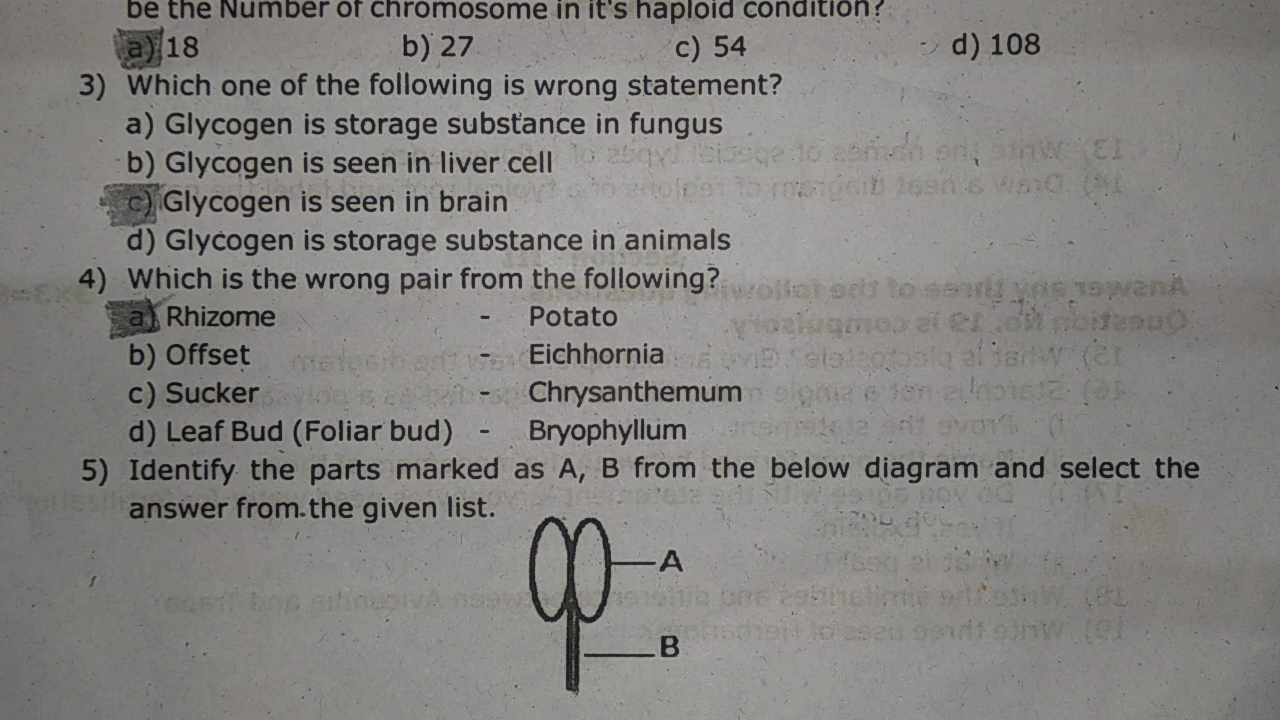 be the Number of chromosome in it's haploid condition?
a) 18 b) 27 c) 54 d) 108
3) Which one of the following is wrong statement?
a) Glycogen is storage substance in fungus
b) Glycogen is seen in liver cell
c) Glycogen is seen in brain
d) Glycogen is storage substance in animals
4) Which is the wrong pair from the following?
a) Rhizome - Potato
b) Offset - Eichhornia
c) Sucker - Chrysanthemum
d) Leaf Bud (Foliar bud) - Bryophyllum
5) Identify the parts marked as A, B from the below diagram and select the
answer from the given list.
A
B